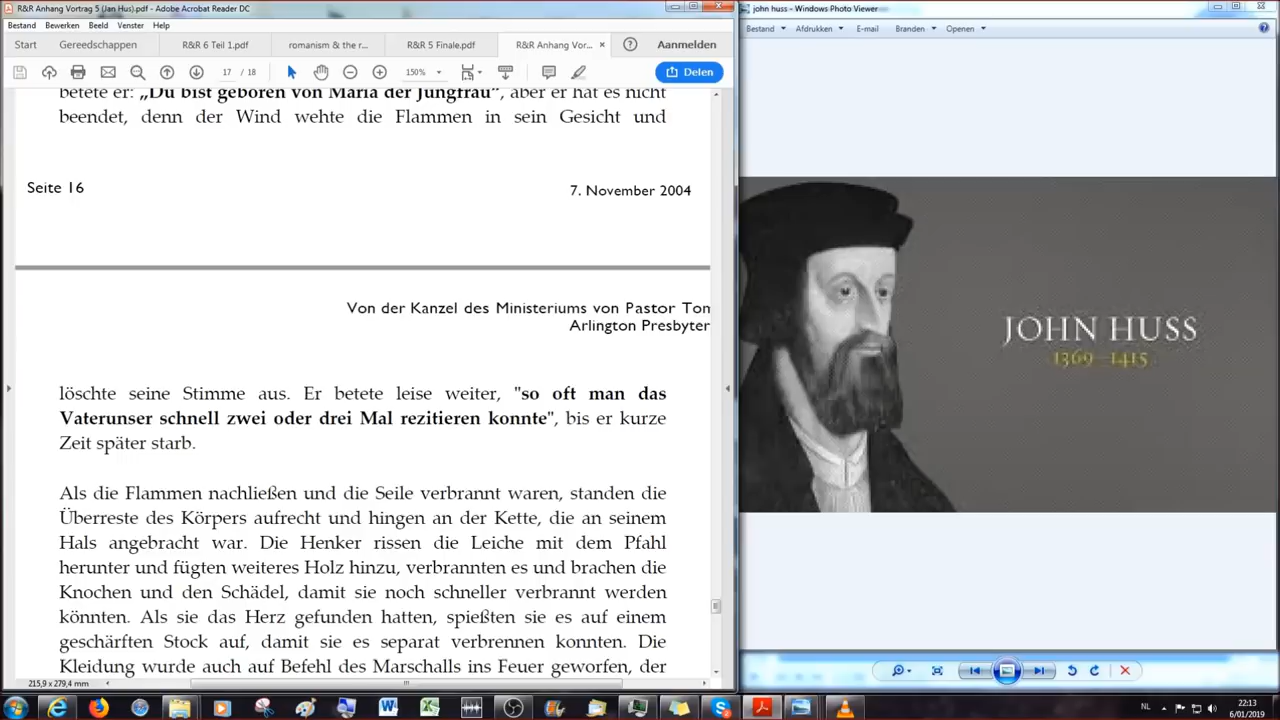 R&R Anhang Vortrag 5 (Jan Hus).pdf - Adobe Acrobat Reader DC
Bestand Bewerken Beeld Venster Help
Start Gereedschappen R&R 6 Teil 1.pdf romanism & the r... R&R 5 Finale.pdf R&R Anhang Vor... × Aanmelden
17 / 18 150% Delen
betete er: „Du bist geboren von Maria der Jungfrau", aber er hat es nicht
beendet, denn der Wind wehte die Flammen in sein Gesicht und
Seite 16
7. November 2004
Von der Kanzel des Ministeriums von Pastor Tom
Arlington Presbyter
löschte seine Stimme aus. Er betete leise weiter, "so oft man das
Vaterunser schnell zwei oder drei Mal rezitieren konnte", bis er kurze
Zeit später starb.
Als die Flammen nachließen und die Seile verbrannt waren, standen die
Überreste des Körpers aufrecht und hingen an der Kette, die an seinem
Hals angebracht war. Die Henker rissen die Leiche mit dem Pfahl
herunter und fügten weiteres Holz hinzu, verbrannten es und brachen die
Knochen und den Schädel, damit sie noch schneller verbrannt werden
könnten. Als sie das Herz gefunden hatten, spießten sie es auf einem
geschärften Stock auf, damit sie es separat verbrennen konnten. Die
Kleidung wurde auch auf Befehl des Marschalls ins Feuer geworfen, der
215,9 x 279,4 mm
john huss - Windows Photo Viewer
Bestand Afdrukken E-mail Branden Openen
JOHN HUSS
1369 - 1415
NL
22:13
6/01/2019